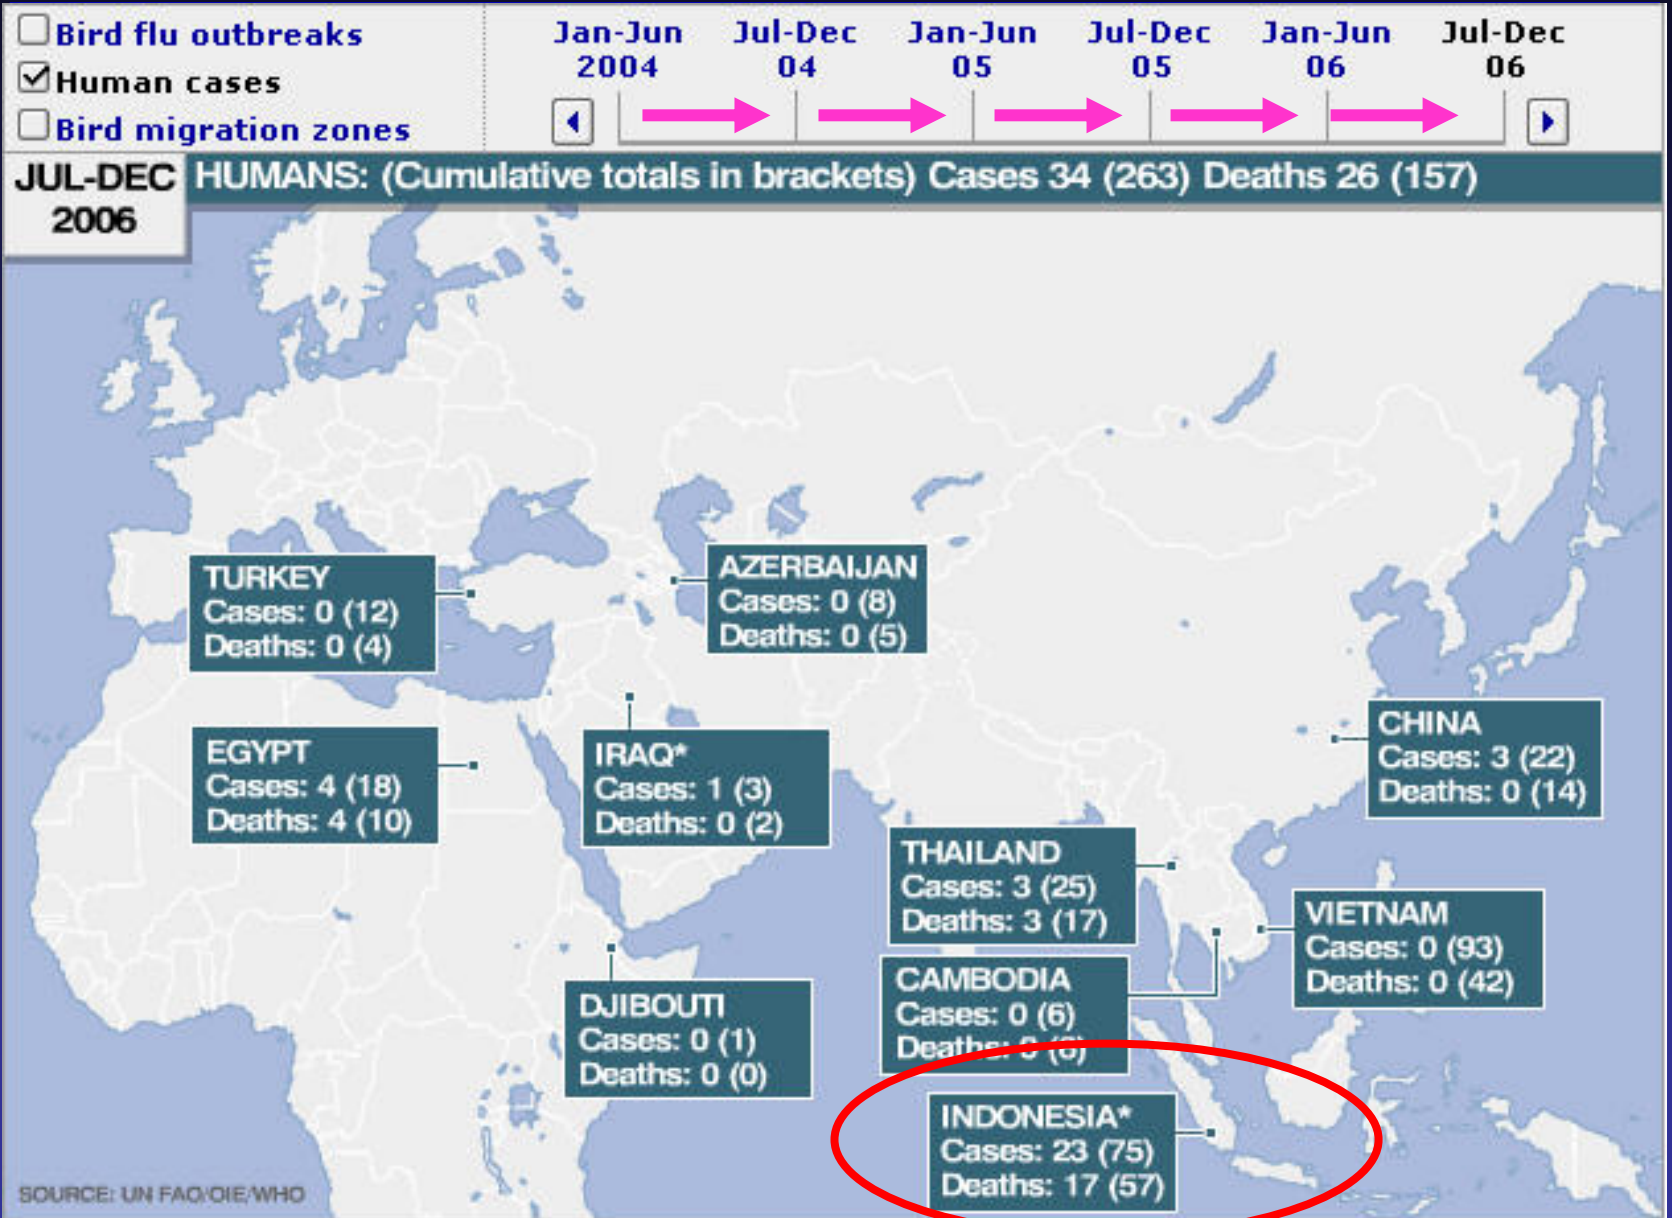 Bird flu outbreaks
Human cases
Bird migration zones
Jan-Jun
2004
Jul-Dec
04
Jan-Jun
05
Jul-Dec
05
Jan-Jun
06
Jul-Dec
06
JUL-DEC
2006
HUMANS: (Cumulative totals in brackets) Cases 34 (263) Deaths 26 (157)
TURKEY
Cases: 0 (12)
Deaths: 0 (4)
AZERBAIJAN
Cases: 0 (8)
Deaths: 0 (5)
EGYPT
Cases: 4 (18)
Deaths: 4 (10)
IRAQ*
Cases: 1 (3)
Deaths: 0 (2)
CHINA
Cases: 3 (22)
Deaths: 0 (14)
THAILAND
Cases: 3 (25)
Deaths: 3 (17)
VIETNAM
Cases: 0 (93)
Deaths: 0 (42)
CAMBODIA
Cases: 0 (6)
Deaths: 0 (6)
DJIBOUTI
Cases: 0 (1)
Deaths: 0 (0)
INDONESIA*
Cases: 23 (75)
Deaths: 17 (57)
SOURCE: UN FAO/OIE/WHO